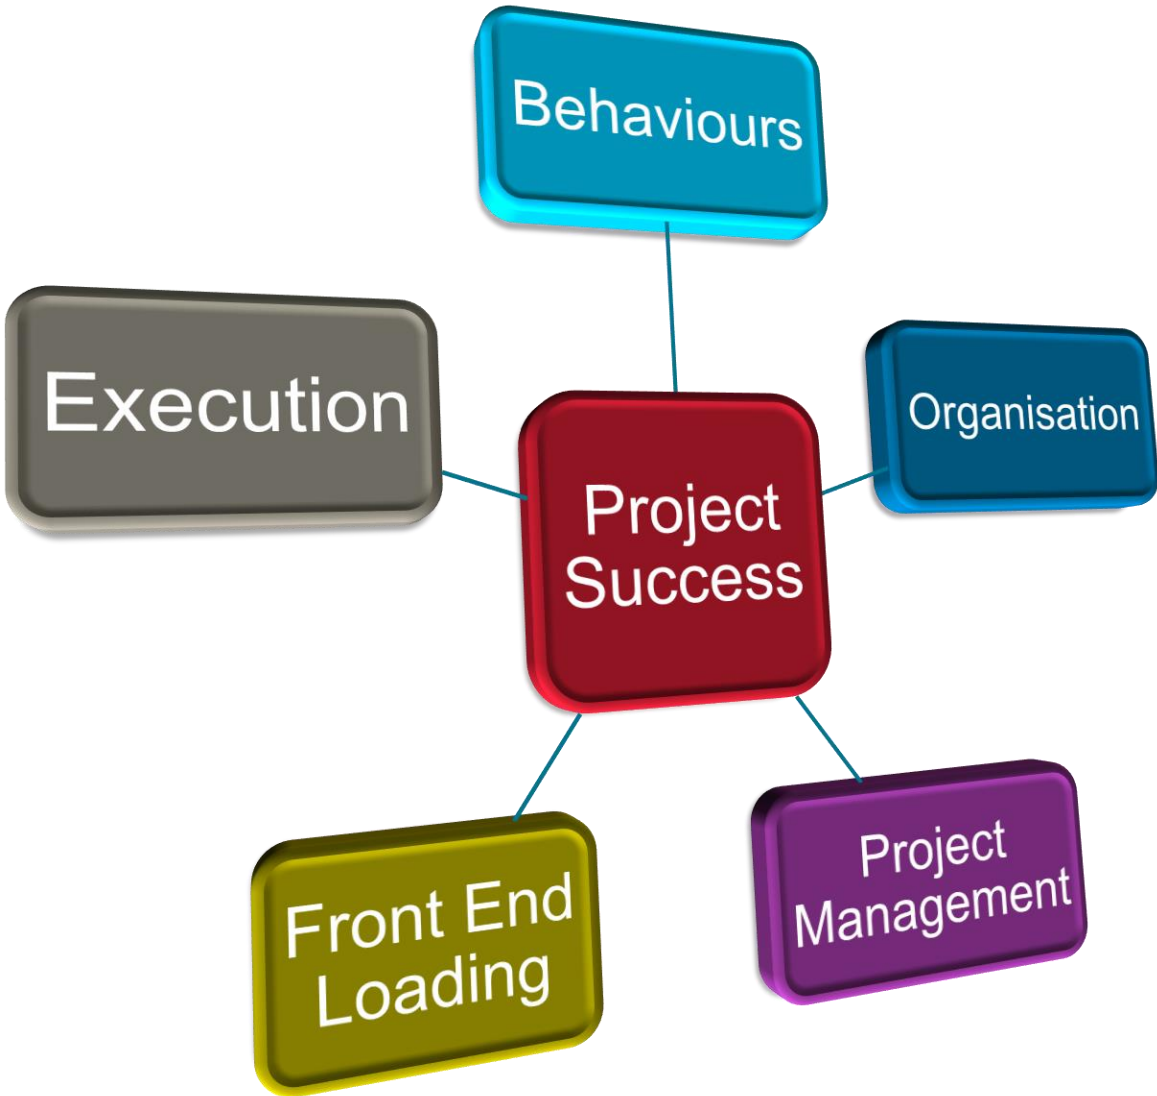 Behaviours
Execution
Organisation
Project
Success
Project
Management
Front End
Loading